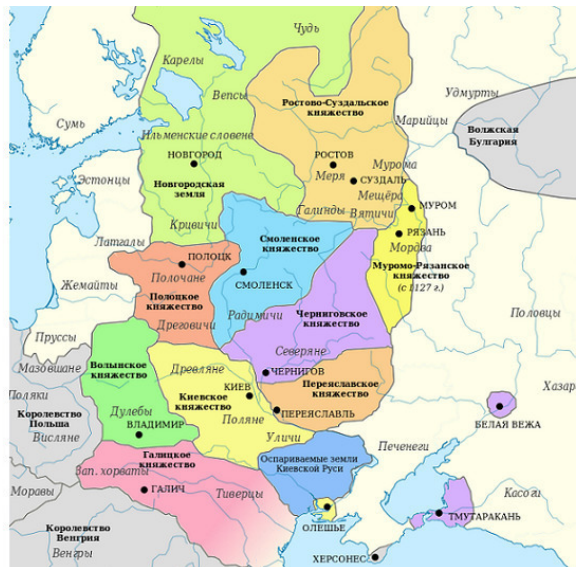 Чудь
Карелы
Вепсы
Удмурты
Ростово-Суздальское
княжество
Сумь
Марийцы
Волжская
Булгария
Ильменские словене
НОВГОРОД
РОСТОВ
Мурома
Меря
СУЗДАЛЬ
Эстонцы
Новгородская
земля
Мещёра
МУРОМ
Галинды
Вятичи
Кривичи
РЯЗАНЬ
Латгалы
Смоленское
княжество
Мордва
ПОЛОЦК
Муромо-Рязанское
княжество
(с 1127 г.)
Полочане
СМОЛЕНСК
Жемайты
Полоцкое
княжество
Радимичи
Черниговское
княжество
Половцы
Дреговичи
Пруссы
Северяне
Мазовшане
Волынское
княжество
Древляне
ЧЕРНИГОВ
Переяславское
княжество
Хазар
Поляки
КИЕВ
Киевское
княжество
Королевство
Польша
Дулебы
ПЕРЕЯСЛАВЛЬ
Поляне
БЕЛАЯ ВЕЖА
ВЛАДИМИР
Висляне
Уличи
Печенеги
Галицкое
княжество
Оспариваемые земли
Киевской Руси
Зап. хорваты
Моравы
ГАЛИЧ
Тиверцы
Касоги
ТМУТАРАКАНЬ
Королевство
Венгрия
ОЛЕШЬЕ
Венгры
ХЕРСОНЕС